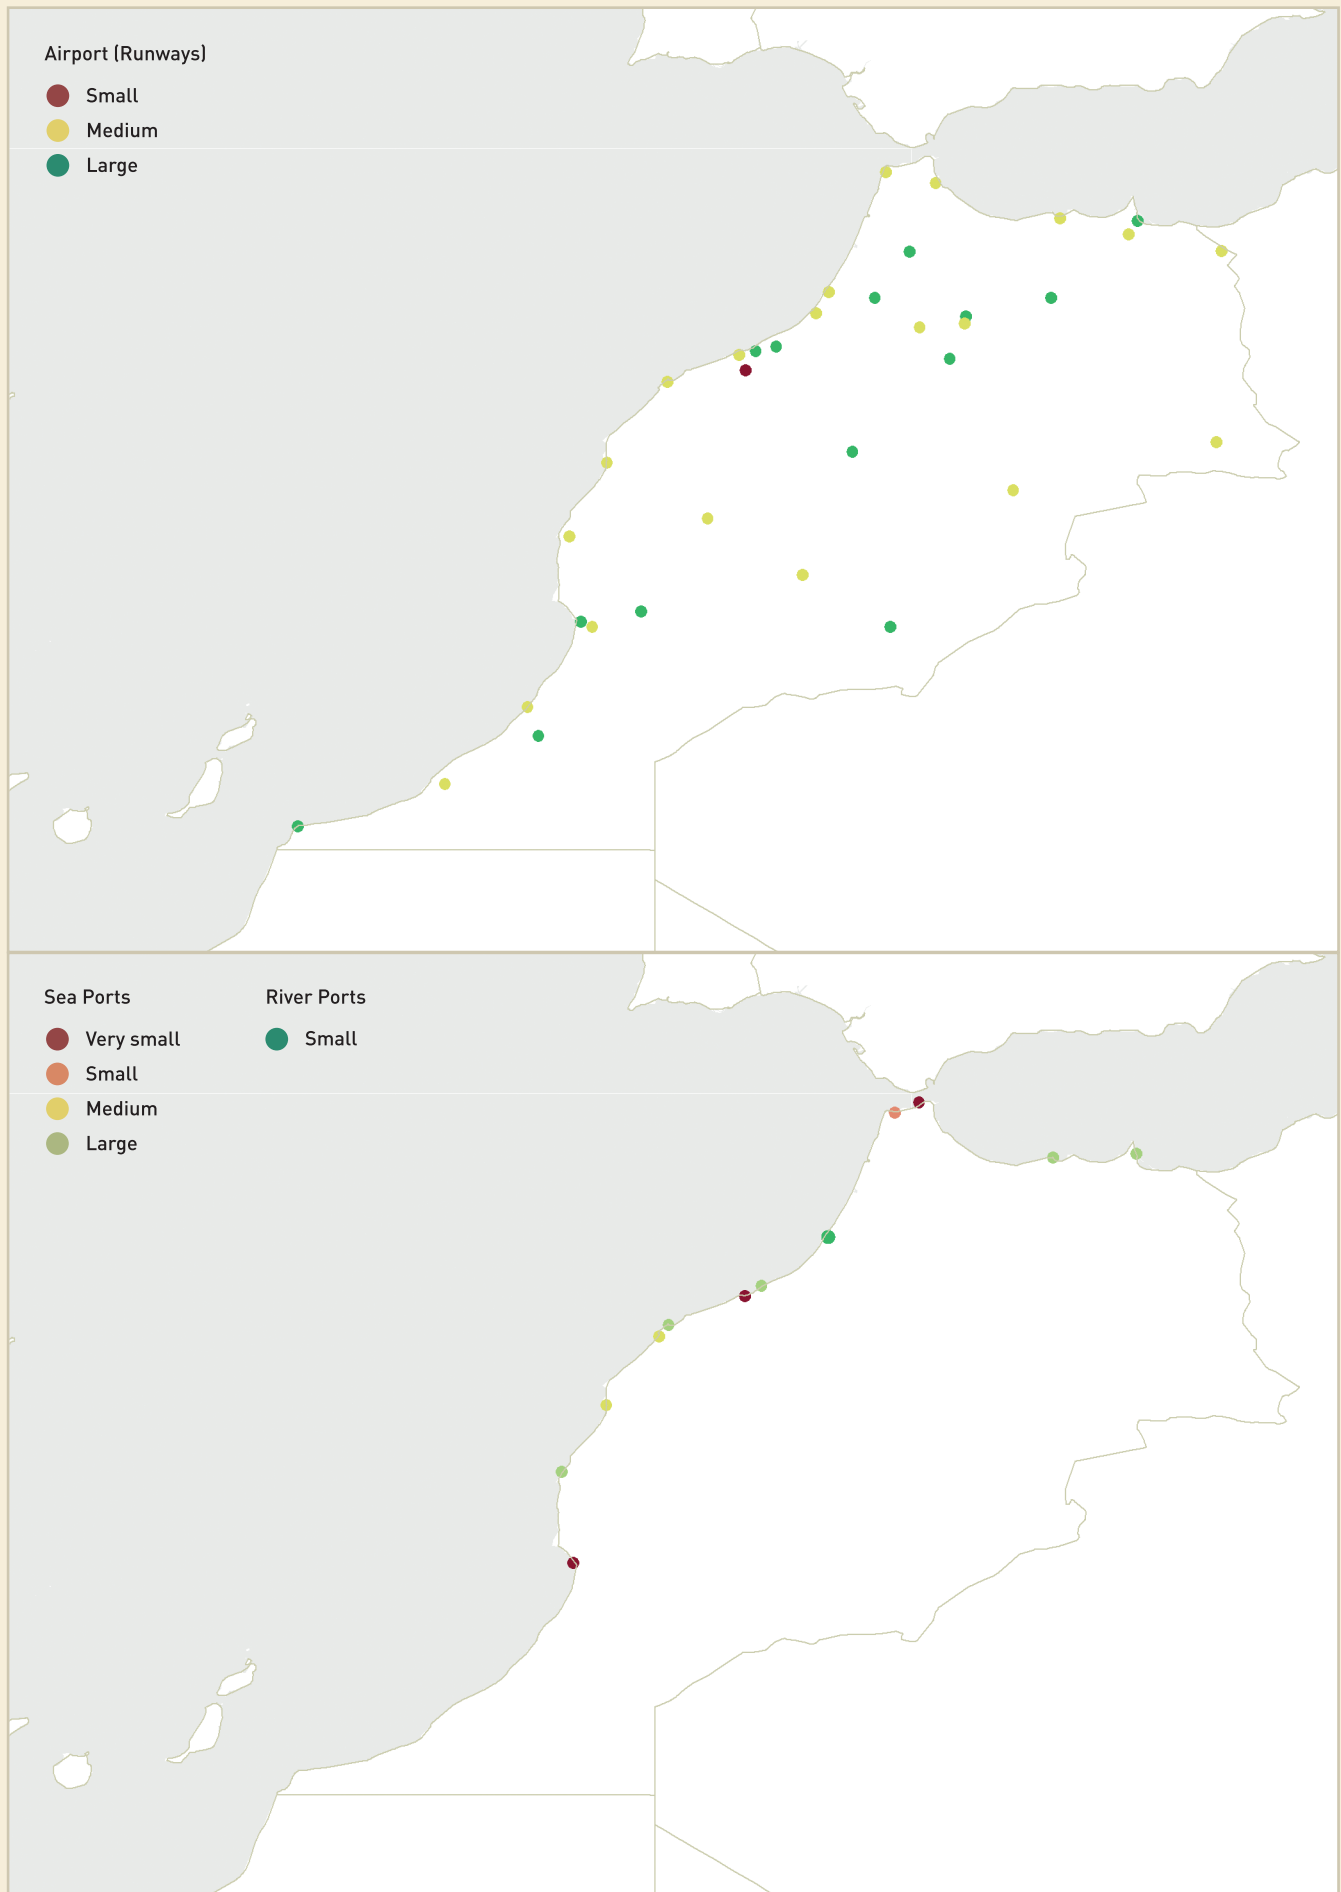 Airport (Runways)
Small
Medium
Large
Sea Ports
Very small
Small
Medium
Large
River Ports
Small